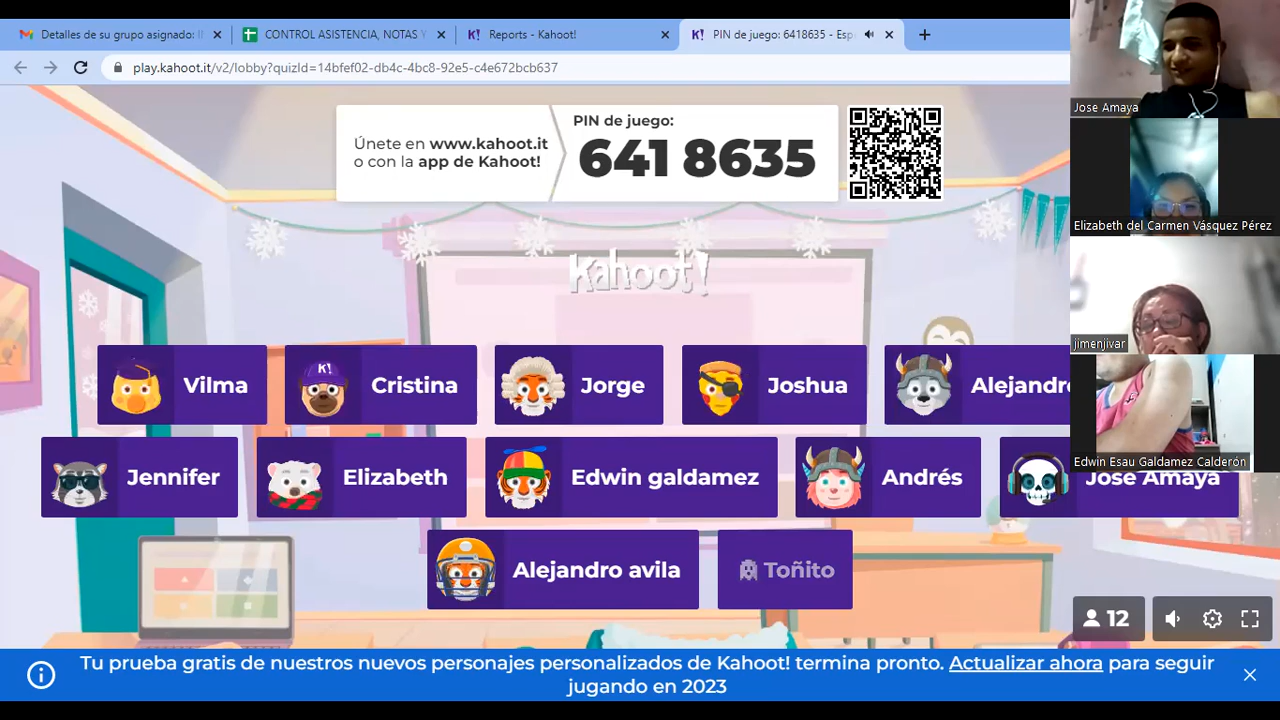 Detalles de su grupo asignado: I
CONTROL ASISTENCIA, NOTAS Y
Reports - Kahoot!
PIN de juego: 6418635 - Esp
play.kahoot.it/v2/lobby?quizId=14bfef02-db4c-4bc8-92e5-c4e672bcb637
Únete en www.kahoot.it
o con la app de Kahoot!
PIN de juego:
641 8635
Kahoot!
Vilma
K!
Cristina
Jorge
Joshua
Alejandro
Jennifer
Elizabeth
Edwin galdamez
Andrés
Jose Amaya
Alejandro avila
Toñito
12
Tu prueba gratis de nuestros nuevos personajes personalizados de Kahoot! termina pronto. Actualizar ahora para seguir
jugando en 2023
Jose Amaya
Elizabeth del Carmen Vásquez Pérez
jimenjivar
Edwin Esau Galdamez Calderón